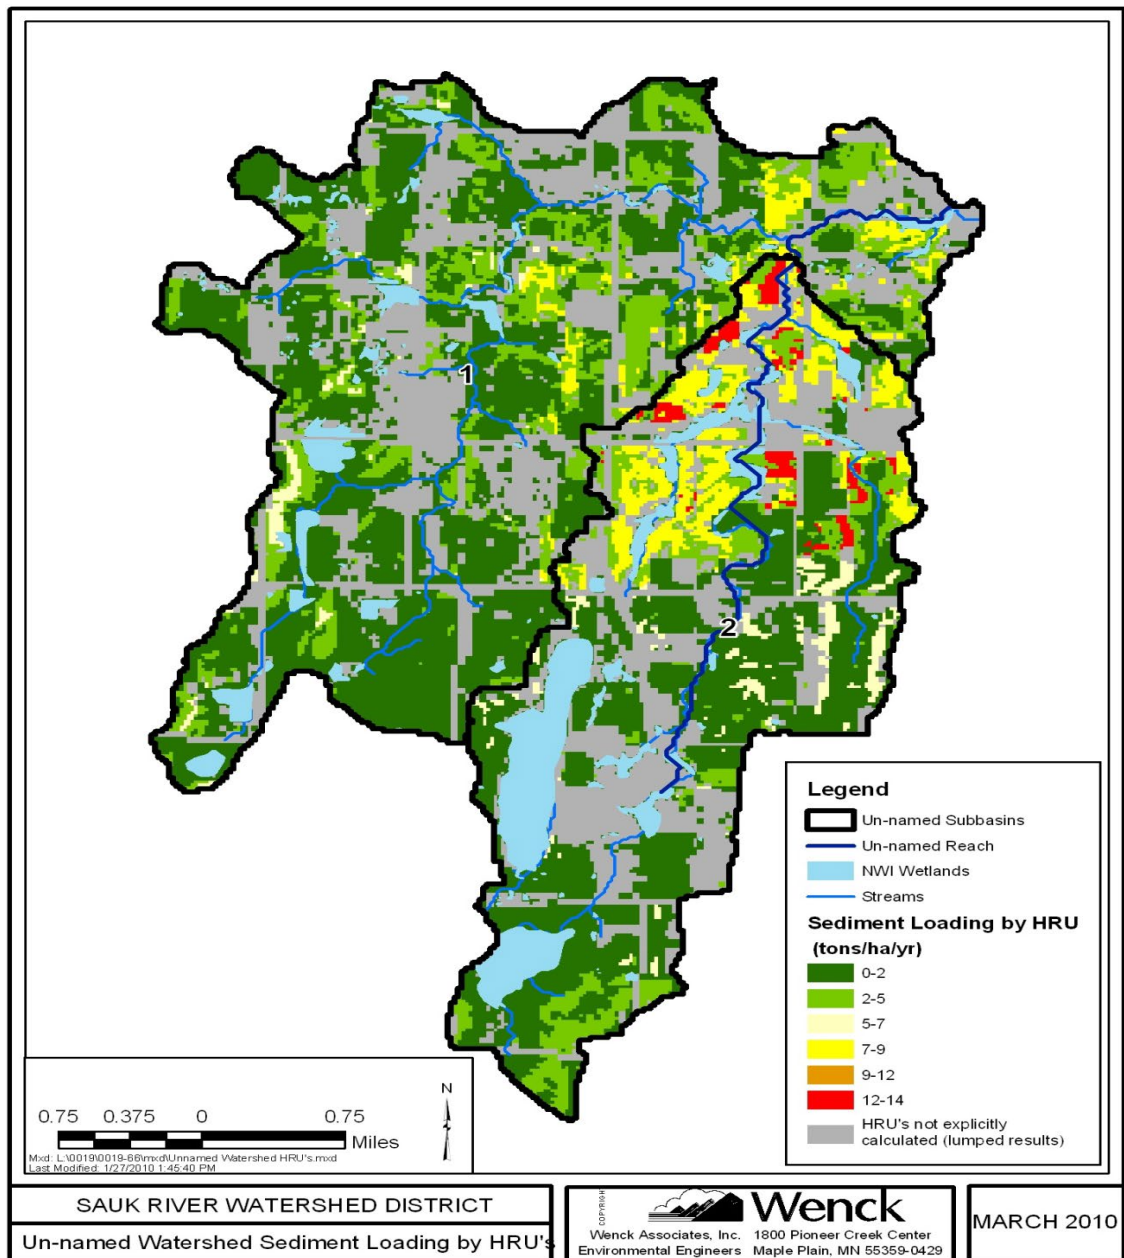 1
2
Legend
Un-named Subbasins
Un-named Reach
NWI Wetlands
Streams
Sediment Loading by HRU
(tons/ha/yr)
0-2
2-5
5-7
7-9
9-12
12-14
HRU's not explicitly
calculated (lumped results)
N
0.75 0.375 0 0.75
Miles
Mxd: L:\0019\0019-66\mxd\Unnamed Watershed HRU's.mxd
Last Modified: 1/27/2010 1:45:40 PM
SAUK RIVER WATERSHED DISTRICT
Un-named Watershed Sediment Loading by HRU's
COPYRIGHT
Wenck
Wenck Associates, Inc. 1800 Pioneer Creek Center
Environmental Engineers Maple Plain, MN 55359-0429
MARCH 2010